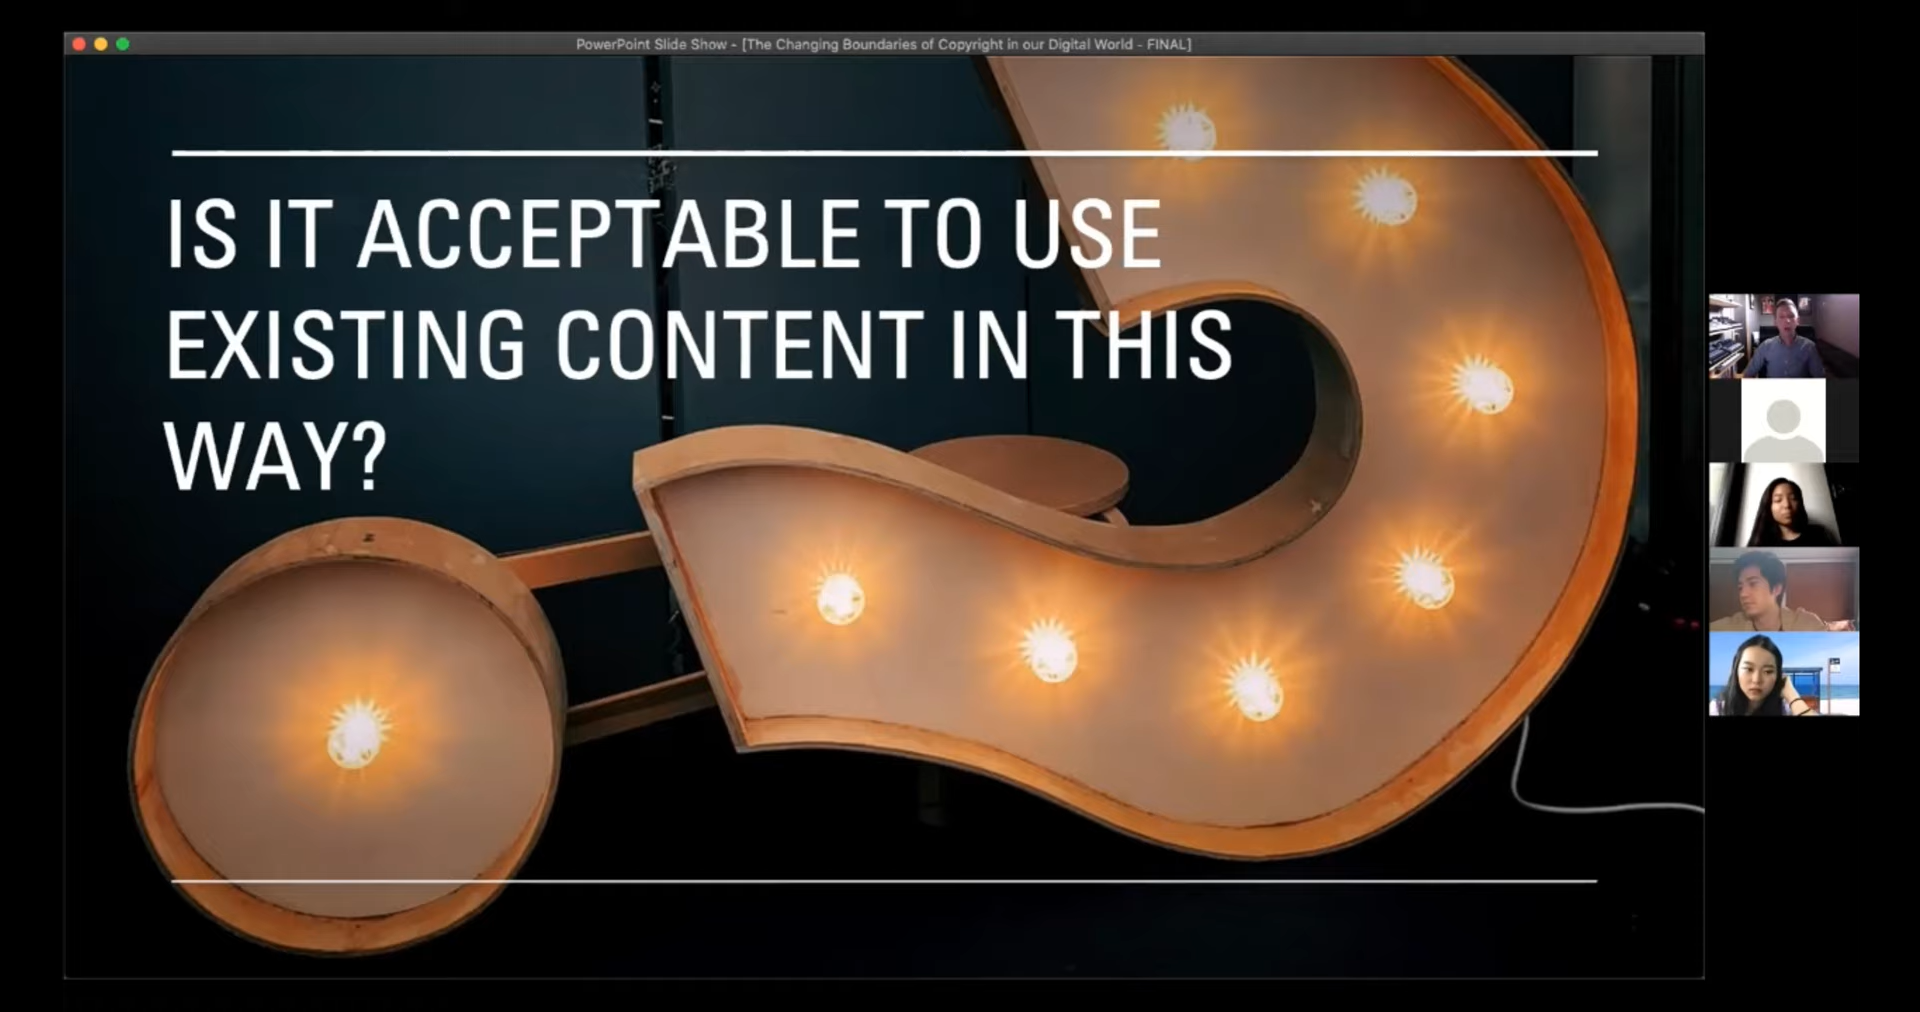 PowerPoint Slide Show - [The Changing Boundaries of Copyright in our Digital World - FINAL]
IS IT ACCEPTABLE TO USE
EXISTING CONTENT IN THIS
WAY?